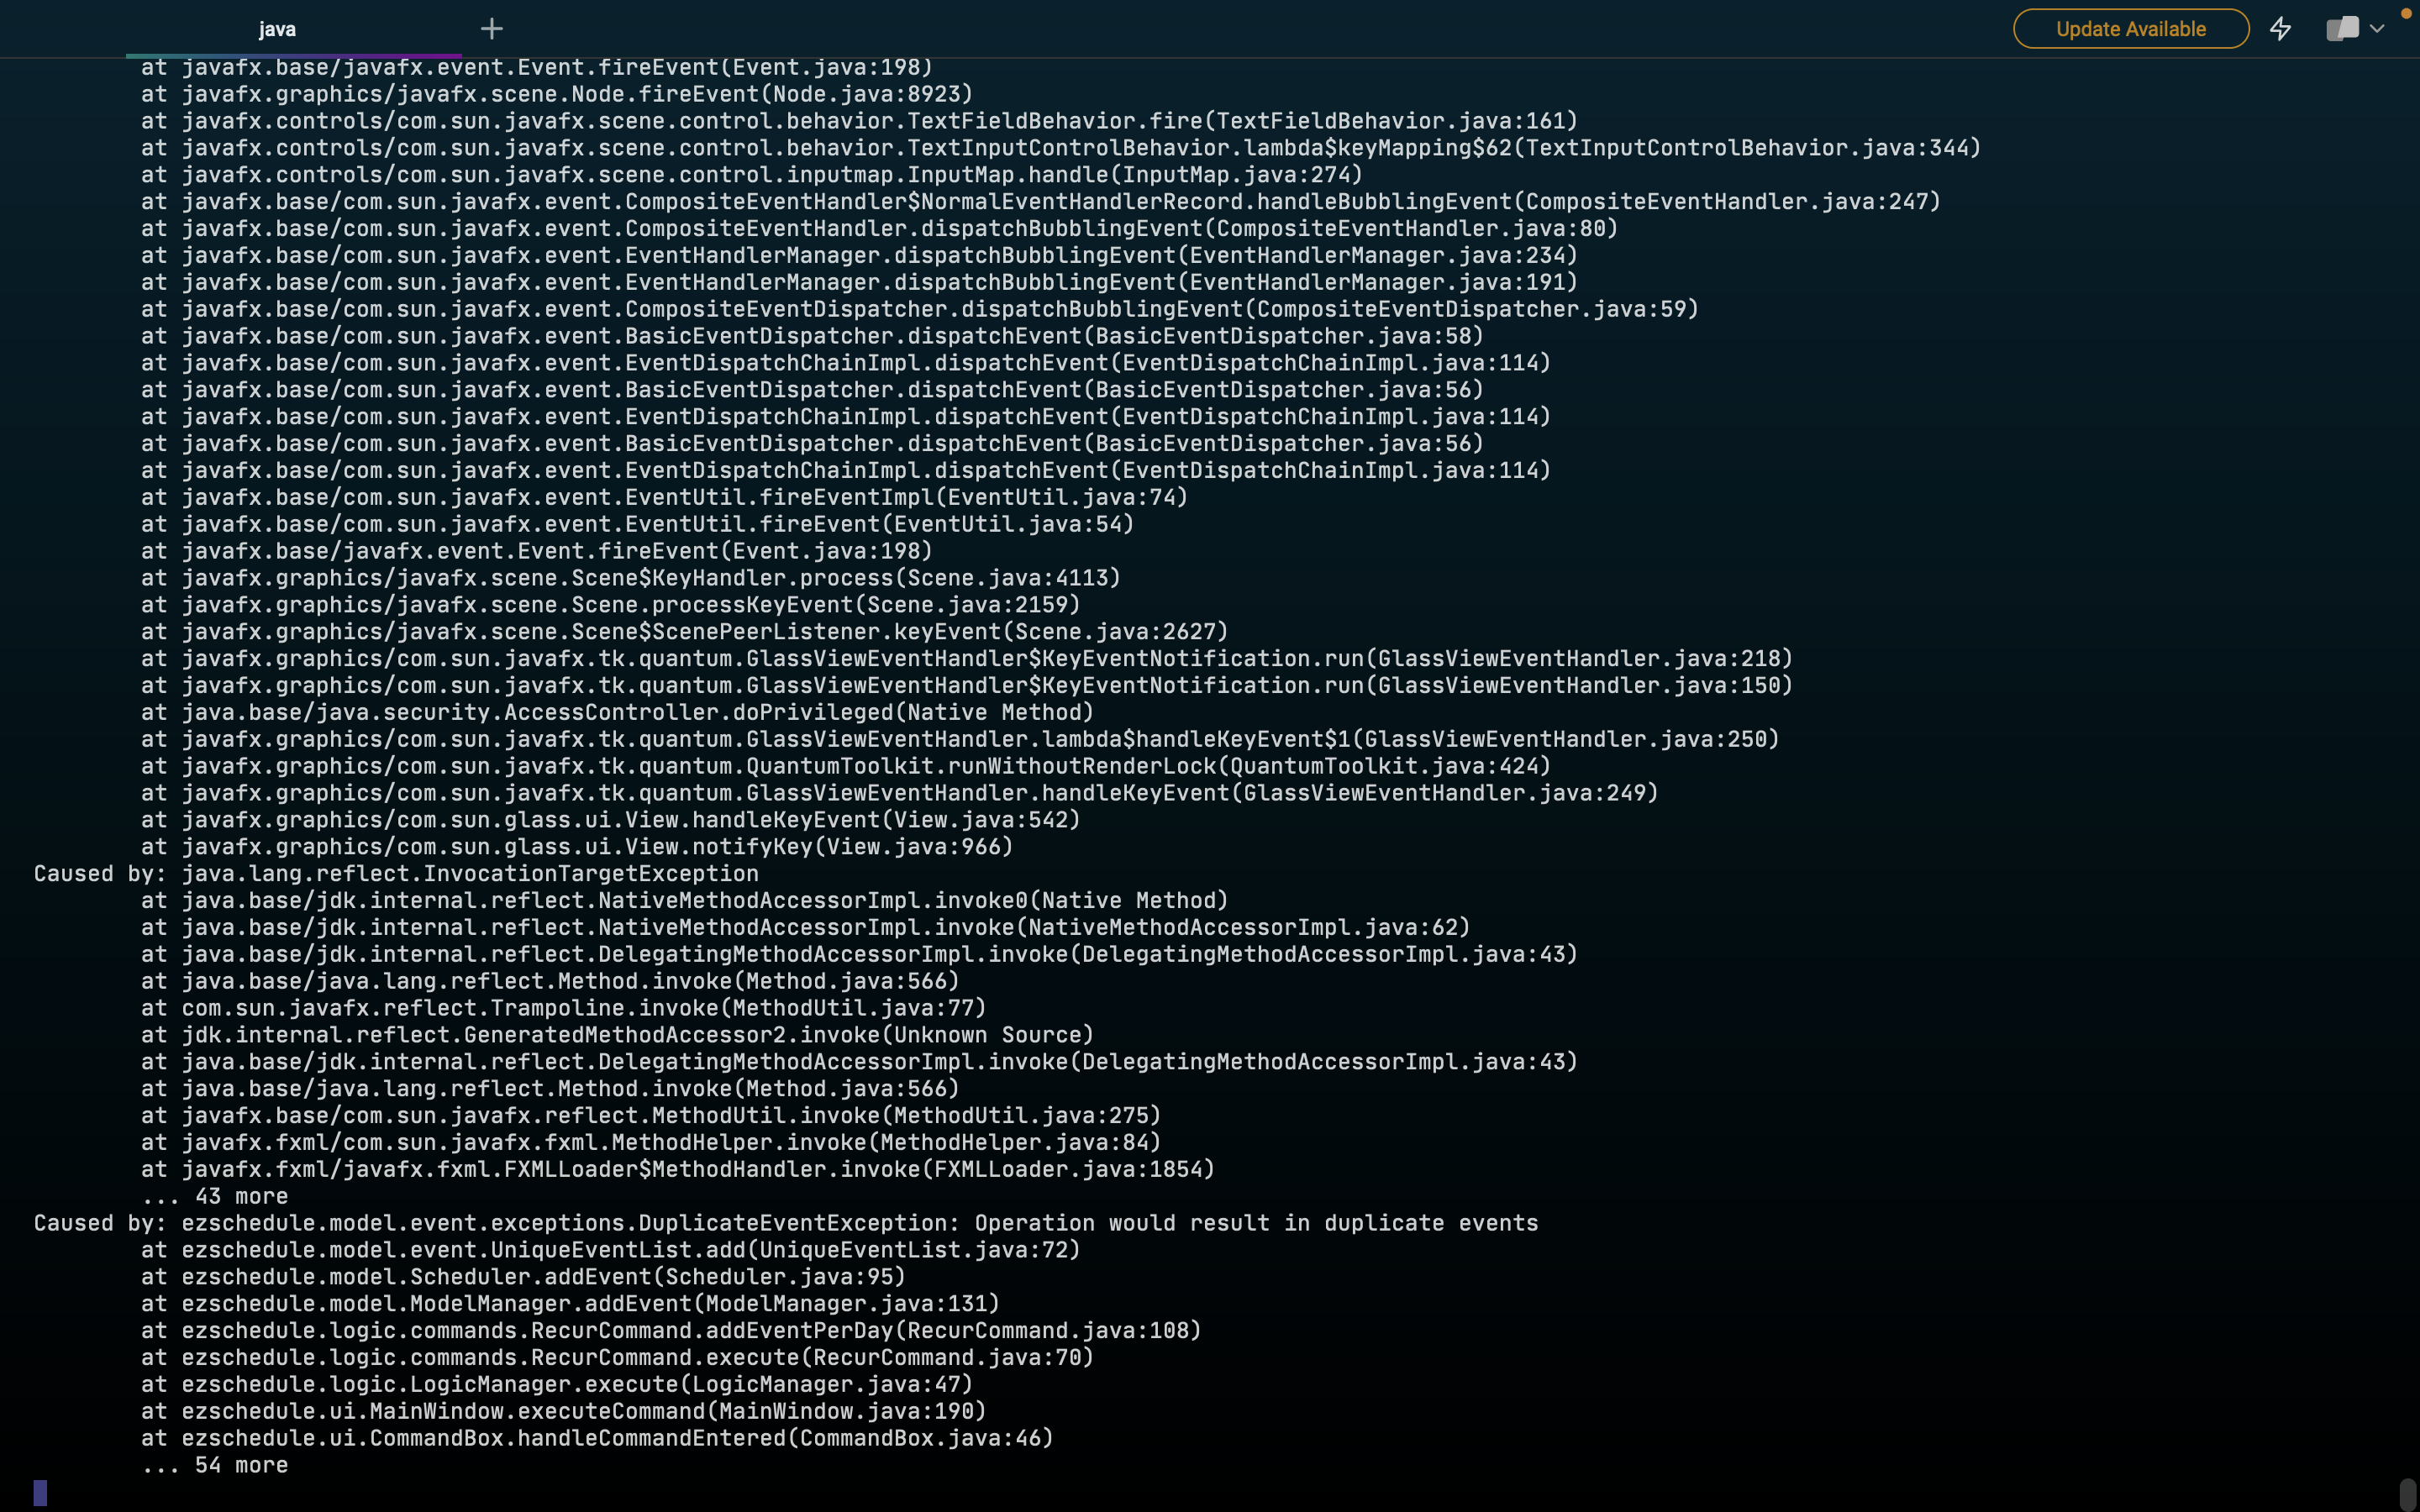 java
+
Update Available
at javafx.base/javafx.event.Event.fireEvent(Event.java:198)
at javafx.graphics/javafx.scene.Node.fireEvent(Node.java:8923)
at javafx.controls/com.sun.javafx.scene.control.behavior.TextFieldBehavior.fire(TextFieldBehavior.java:161)
at javafx.controls/com.sun.javafx.scene.control.behavior.TextInputControlBehavior.lambda$keyMapping$62(TextInputControlBehavior.java:344)
at javafx.controls/com.sun.javafx.scene.control.inputmap.InputMap.handle(InputMap.java:274)
at javafx.base/com.sun.javafx.event.CompositeEventHandler$NormalEventHandlerRecord.handleBubblingEvent(CompositeEventHandler.java:247)
at javafx.base/com.sun.javafx.event.CompositeEventHandler.dispatchBubblingEvent(CompositeEventHandler.java:80)
at javafx.base/com.sun.javafx.event.EventHandlerManager.dispatchBubblingEvent(EventHandlerManager.java:234)
at javafx.base/com.sun.javafx.event.EventHandlerManager.dispatchBubblingEvent(EventHandlerManager.java:191)
at javafx.base/com.sun.javafx.event.CompositeEventDispatcher.dispatchBubblingEvent(CompositeEventDispatcher.java:59)
at javafx.base/com.sun.javafx.event.BasicEventDispatcher.dispatchEvent(BasicEventDispatcher.java:58)
at javafx.base/com.sun.javafx.event.EventDispatchChainImpl.dispatchEvent(EventDispatchChainImpl.java:114)
at javafx.base/com.sun.javafx.event.BasicEventDispatcher.dispatchEvent(BasicEventDispatcher.java:56)
at javafx.base/com.sun.javafx.event.EventDispatchChainImpl.dispatchEvent(EventDispatchChainImpl.java:114)
at javafx.base/com.sun.javafx.event.BasicEventDispatcher.dispatchEvent(BasicEventDispatcher.java:56)
at javafx.base/com.sun.javafx.event.EventDispatchChainImpl.dispatchEvent(EventDispatchChainImpl.java:114)
at javafx.base/com.sun.javafx.event.EventUtil.fireEventImpl(EventUtil.java:74)
at javafx.base/com.sun.javafx.event.EventUtil.fireEvent(EventUtil.java:54)
at javafx.base/javafx.event.Event.fireEvent(Event.java:198)
at javafx.graphics/javafx.scene.Scene$KeyHandler.process(Scene.java:4113)
at javafx.graphics/javafx.scene.Scene.processKeyEvent(Scene.java:2159)
at javafx.graphics/javafx.scene.Scene$ScenePeerListener.keyEvent(Scene.java:2627)
at javafx.graphics/com.sun.javafx.tk.quantum.GlassViewEventHandler$KeyEventNotification.run(GlassViewEventHandler.java:218)
at javafx.graphics/com.sun.javafx.tk.quantum.GlassViewEventHandler$KeyEventNotification.run(GlassViewEventHandler.java:150)
at java.base/java.security.AccessController.doPrivileged(Native Method)
at javafx.graphics/com.sun.javafx.tk.quantum.GlassViewEventHandler.lambda$handleKeyEvent$1(GlassViewEventHandler.java:250)
at javafx.graphics/com.sun.javafx.tk.quantum.QuantumToolkit.runWithoutRenderLock(QuantumToolkit.java:424)
at javafx.graphics/com.sun.javafx.tk.quantum.GlassViewEventHandler.handleKeyEvent(GlassViewEventHandler.java:249)
at javafx.graphics/com.sun.glass.ui.View.handleKeyEvent(View.java:542)
at javafx.graphics/com.sun.glass.ui.View.notifyKey(View.java:966)
Caused by: java.lang.reflect.InvocationTargetException
at java.base/jdk.internal.reflect.NativeMethodAccessorImpl.invoke0(Native Method)
at java.base/jdk.internal.reflect.NativeMethodAccessorImpl.invoke(NativeMethodAccessorImpl.java:62)
at java.base/jdk.internal.reflect.DelegatingMethodAccessorImpl.invoke(DelegatingMethodAccessorImpl.java:43)
at java.base/java.lang.reflect.Method.invoke(Method.java:566)
at com.sun.javafx.reflect.Trampoline.invoke(MethodUtil.java:77)
at jdk.internal.reflect.GeneratedMethodAccessor2.invoke(Unknown Source)
at java.base/jdk.internal.reflect.DelegatingMethodAccessorImpl.invoke(DelegatingMethodAccessorImpl.java:43)
at java.base/java.lang.reflect.Method.invoke(Method.java:566)
at javafx.base/com.sun.javafx.reflect.MethodUtil.invoke(MethodUtil.java:275)
at javafx.fxml/com.sun.javafx.fxml.MethodHelper.invoke(MethodHelper.java:84)
at javafx.fxml/javafx.fxml.FXMLLoader$MethodHandler.invoke(FXMLLoader.java:1854)
... 43 more
Caused by: ezschedule.model.event.exceptions.DuplicateEventException: Operation would result in duplicate events
at ezschedule.model.event.UniqueEventList.add(UniqueEventList.java:72)
at ezschedule.model.Scheduler.addEvent(Scheduler.java:95)
at ezschedule.model.ModelManager.addEvent(ModelManager.java:131)
at ezschedule.logic.commands.RecurCommand.addEventPerDay(RecurCommand.java:108)
at ezschedule.logic.commands.RecurCommand.execute(RecurCommand.java:70)
at ezschedule.logic.LogicManager.execute(LogicManager.java:47)
at ezschedule.ui.MainWindow.executeCommand(MainWindow.java:190)
at ezschedule.ui.CommandBox.handleCommandEntered(CommandBox.java:46)
... 54 more